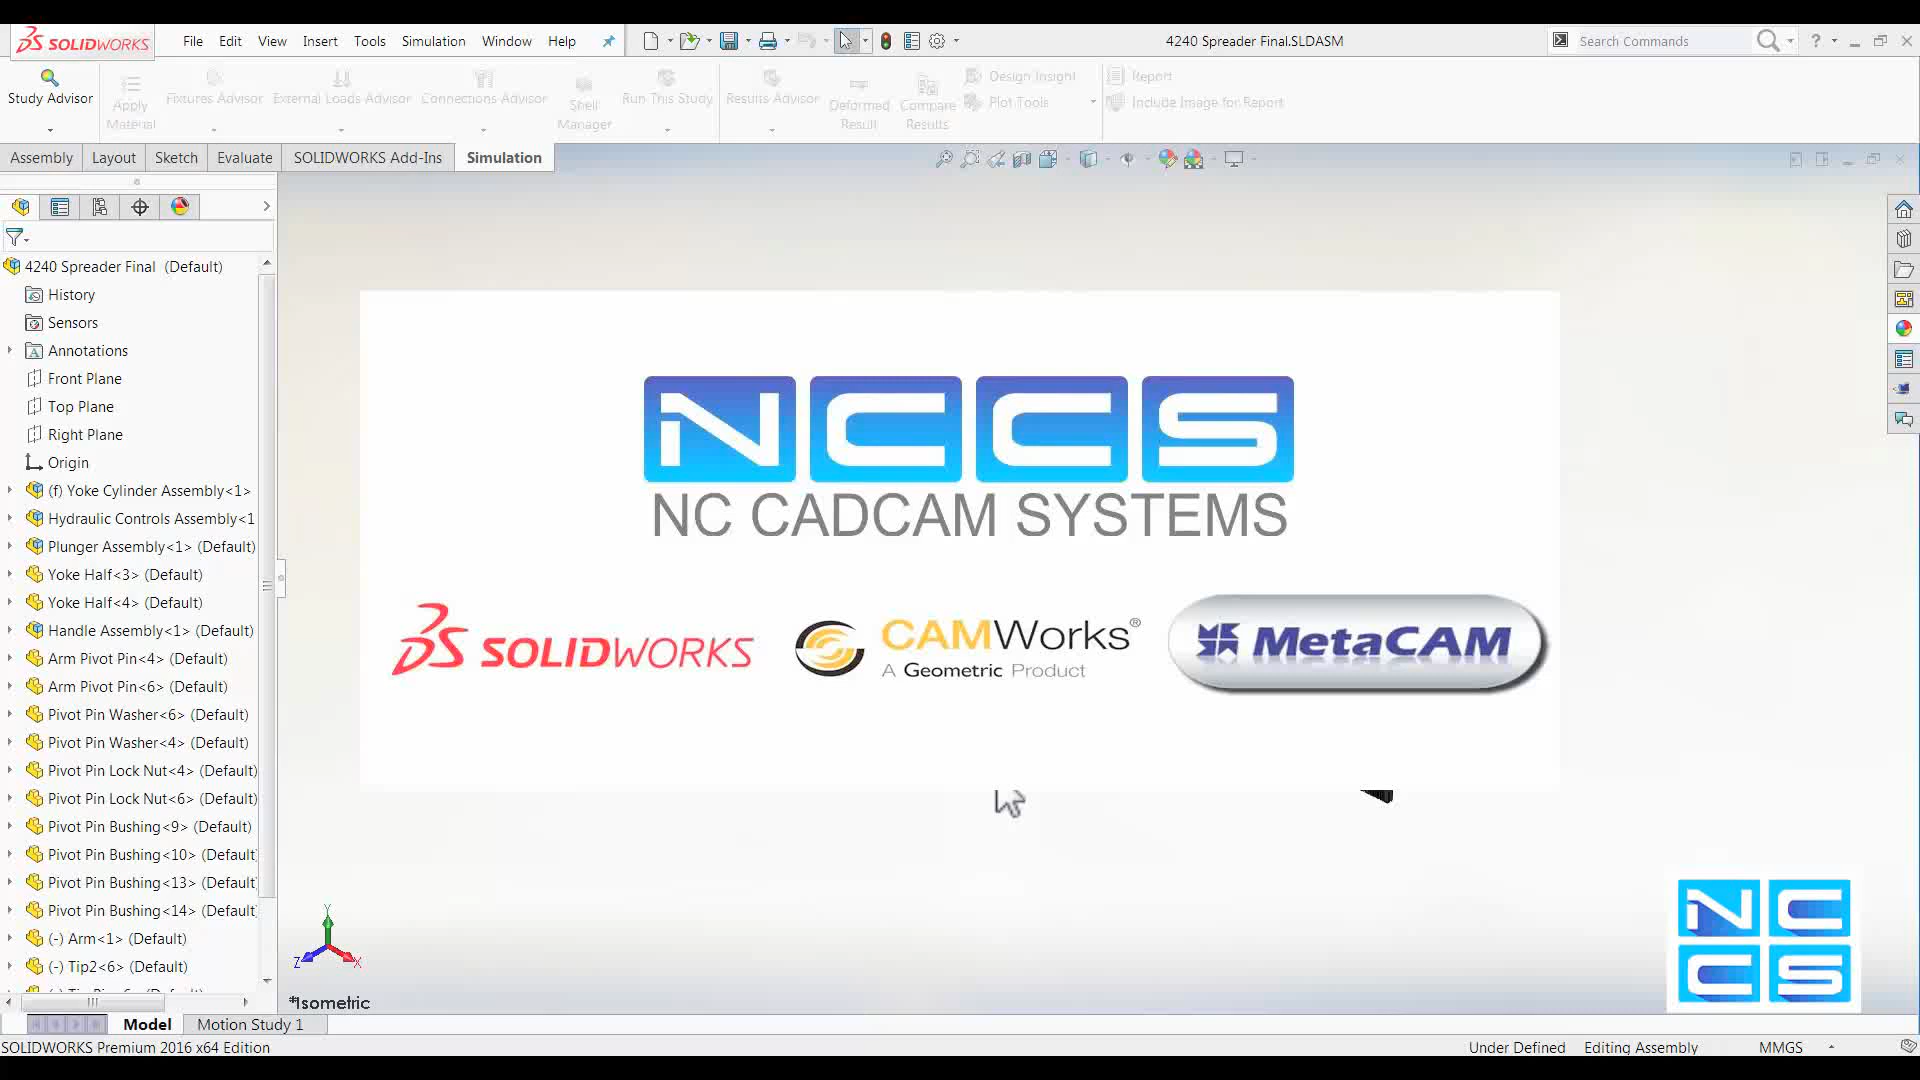 SOLIDWORKS
File Edit View Insert Tools Simulation Window Help
4240 Spreader Final.SLDASM
Search Commands
Study Advisor
Apply Material
Fixtures Advisor
External Loads Advisor
Connections Advisor
Shell Manager
Run This Study
Results Advisor
Deformed Result
Compare Results
Design Insight
Plot Tools
Report
Include Image for Report
Assembly Layout Sketch Evaluate SOLIDWORKS Add-Ins Simulation
4240 Spreader Final (Default)
History
Sensors
Annotations
Front Plane
Top Plane
Right Plane
Origin
(f) Yoke Cylinder Assembly<1>
Hydraulic Controls Assembly<1
Plunger Assembly<1> (Default)
Yoke Half<3> (Default)
Yoke Half<4> (Default)
Handle Assembly<1> (Default)
Arm Pivot Pin<4> (Default)
Arm Pivot Pin<6> (Default)
Pivot Pin Washer<6> (Default)
Pivot Pin Washer<4> (Default)
Pivot Pin Lock Nut<4> (Default)
Pivot Pin Lock Nut<6> (Default)
Pivot Pin Bushing<9> (Default)
Pivot Pin Bushing<10> (Default)
Pivot Pin Bushing<13> (Default)
Pivot Pin Bushing<14> (Default)
(-) Arm<1> (Default)
(-) Tip2<6> (Default)
NCCS
NC CADCAM SYSTEMS
SOLIDWORKS
CAMWorks®
A Geometric Product
MetaCAM
Y
Z
X
*Isometric
NC
CS
Model Motion Study 1
SOLIDWORKS Premium 2016 x64 Edition
Under Defined Editing Assembly MMGS